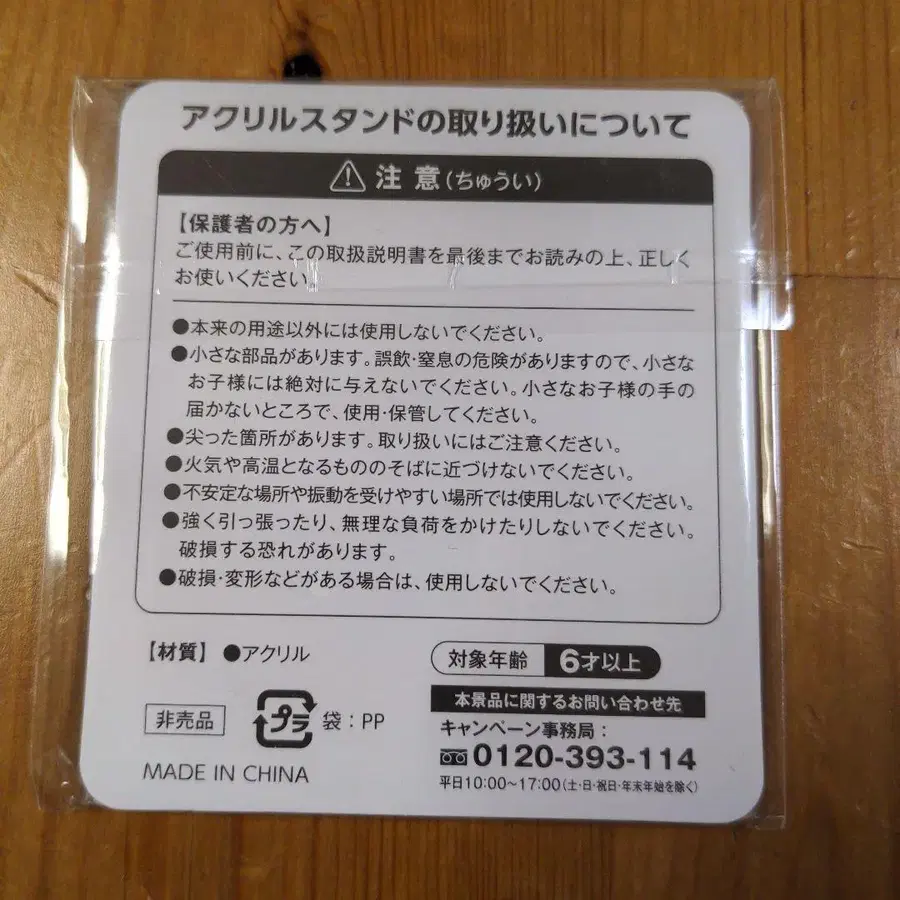 アクリルスタンドの取り扱いについて
注意(ちゅうい)
【保護者の方へ】
ご使用前に、この取扱説明書を最後までお読みの上、正しく
お使いください。
●本来の用途以外には使用しないでください。
●小さな部品があります。誤飲・窒息の危険がありますので、小さな
お子様には絶対に与えないでください。小さなお子様の手の
届かないところで、使用・保管してください。
●尖った箇所があります。取り扱いにはご注意ください。
●火気や高温となるもののそばに近づけないでください。
●不安定な場所や振動を受けやすい場所では使用しないでください。
●強く引っ張ったり、無理な負荷をかけたりしないでください。
破損する恐れがあります。
●破損・変形などがある場合は、使用しないでください。
【材質】●アクリル
対象年齢 6才以上
非売品
プラ 袋:PP
MADE IN CHINA
本景品に関するお問い合わせ先
キャンペーン事務局:
0120-393-114
平日10:00~17:00(土・日・祝日・年末年始を除く)